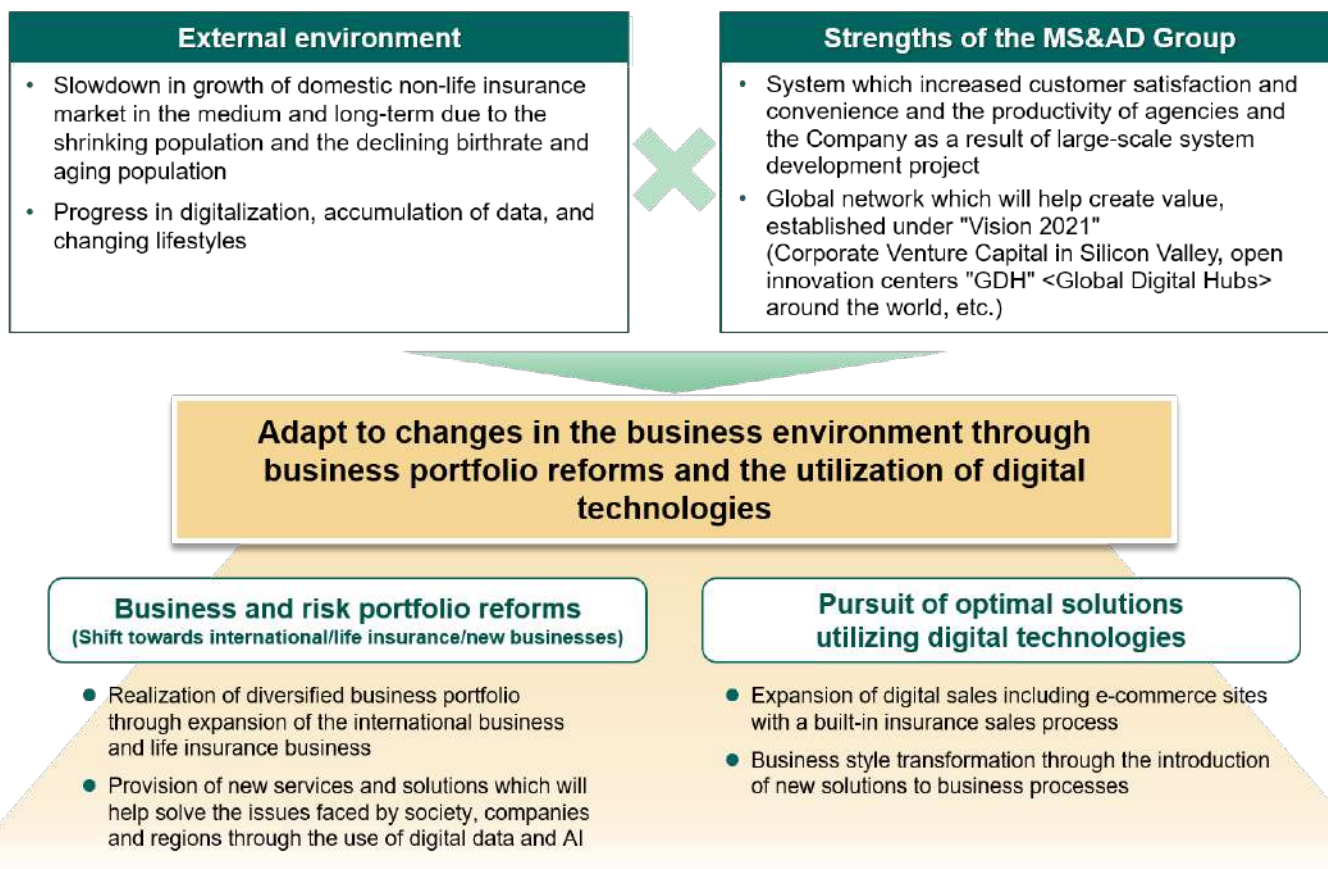 External environment
• Slowdown in growth of domestic non-life insurance
market in the medium and long-term due to the
shrinking population and the declining birthrate and
aging population
• Progress in digitalization, accumulation of data, and
changing lifestyles
Strengths of the MS&AD Group
• System which increased customer satisfaction and
convenience and the productivity of agencies and
the Company as a result of large-scale system
development project
• Global network which will help create value,
established under "Vision 2021"
(Corporate Venture Capital in Silicon Valley, open
innovation centers "GDH" <Global Digital Hubs>
around the world, etc.)
Adapt to changes in the business environment through
business portfolio reforms and the utilization of digital
technologies
Business and risk portfolio reforms
(Shift towards international/life insurance/new businesses)
● Realization of diversified business portfolio
through expansion of the international business
and life insurance business
● Provision of new services and solutions which will
help solve the issues faced by society, companies
and regions through the use of digital data and AI
Pursuit of optimal solutions
utilizing digital technologies
● Expansion of digital sales including e-commerce sites
with a built-in insurance sales process
● Business style transformation through the introduction
of new solutions to business processes